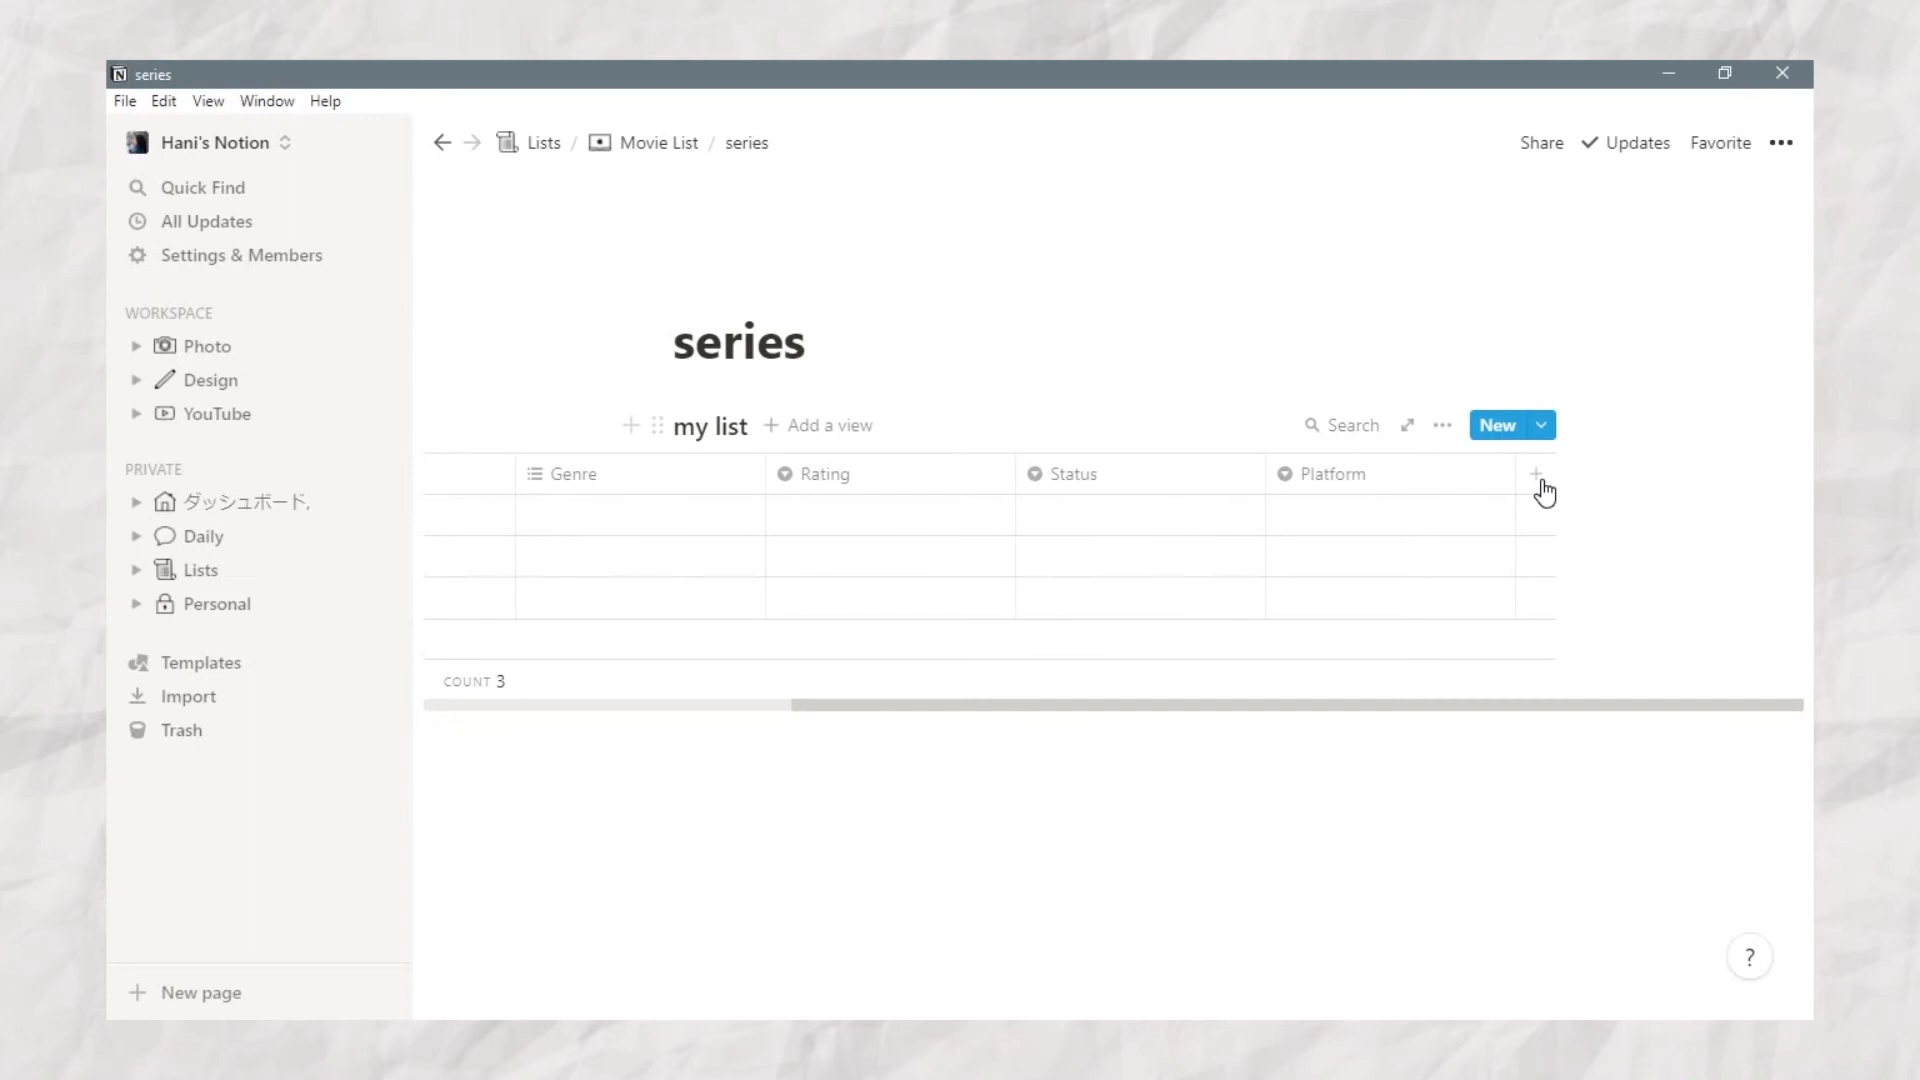 series
File Edit View Window Help
Hani's Notion
Lists / Movie List / series
Share Updates Favorite
Quick Find
All Updates
Settings & Members
WORKSPACE
Photo
Design
YouTube
PRIVATE
ダッシュボード,
Daily
Lists
Personal
Templates
Import
Trash
New page
series
my list Add a view
Search New
Genre Rating Status Platform
COUNT 3
?